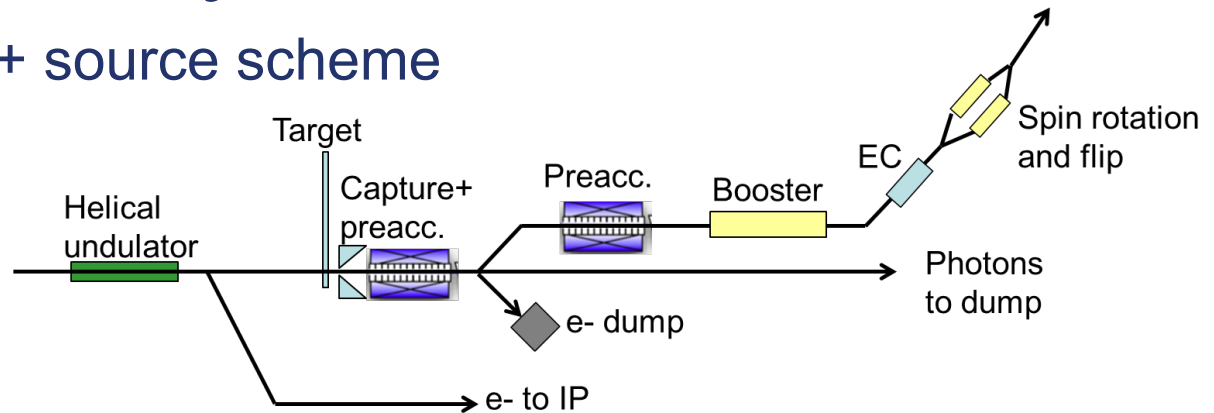 + source scheme
Target
Spin rotation
and flip
EC
Capture+
preacc.
Preacc.
Booster
Helical
undulator
Photons
to dump
e- dump
e- to IP